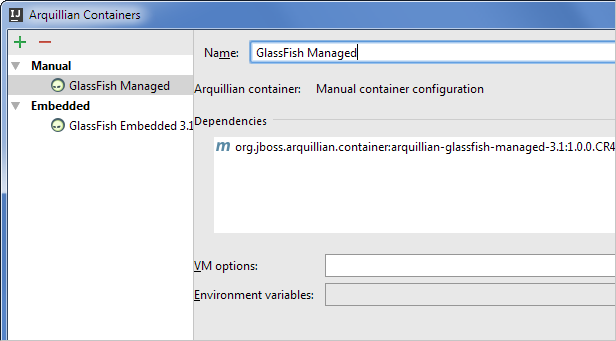 IJ Arquillian Containers
Manual
GlassFish Managed
Embedded
GlassFish Embedded 3.1
Name: GlassFish Managed
Arquillian container: Manual container configuration
Dependencies
m org.jboss.arquillian.container:arquillian-glassfish-managed-3.1:1.0.0.CR4
VM options:
Environment variables: